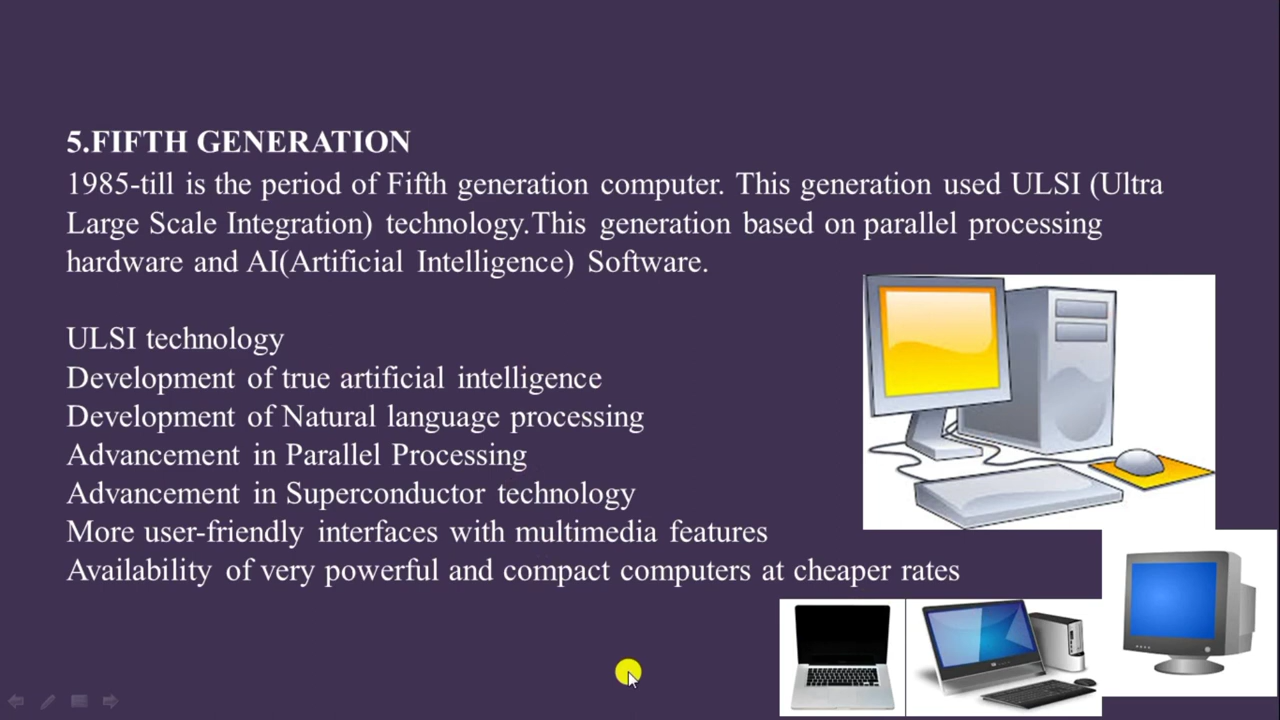 5.FIFTH GENERATION
1985-till is the period of Fifth generation computer. This generation used ULSI (Ultra
Large Scale Integration) technology.This generation based on parallel processing
hardware and AI(Artificial Intelligence) Software.
ULSI technology
Development of true artificial intelligence
Development of Natural language processing
Advancement in Parallel Processing
Advancement in Superconductor technology
More user-friendly interfaces with multimedia features
Availability of very powerful and compact computers at cheaper rates